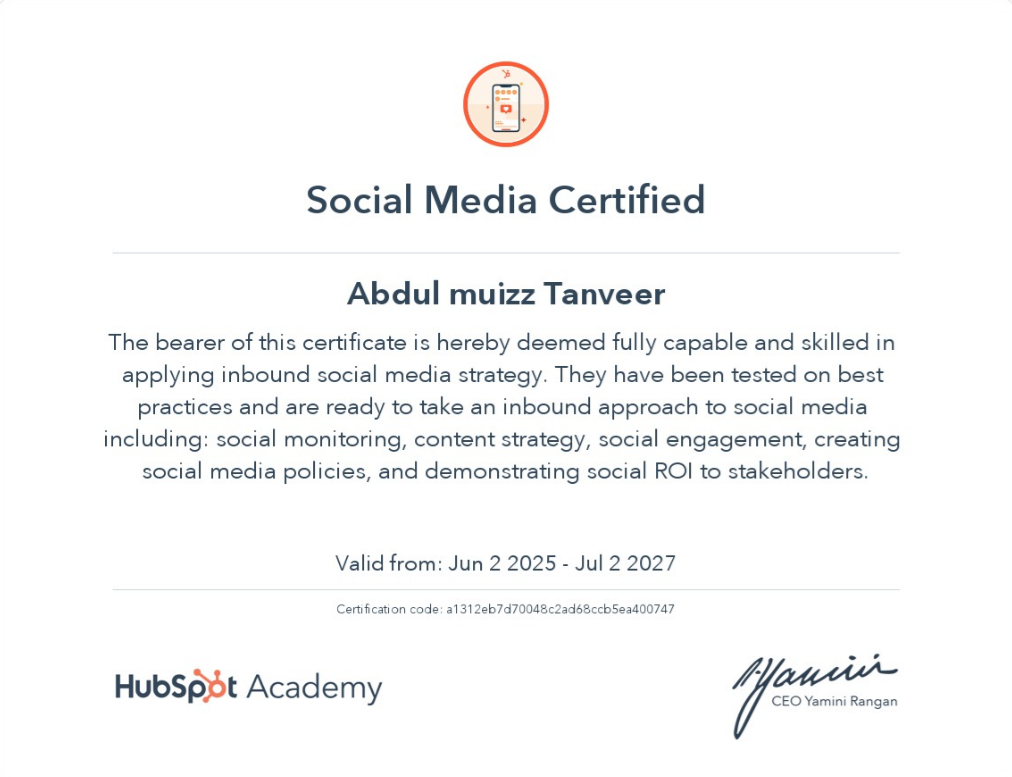 Social Media Certified
Abdul muizz Tanveer
The bearer of this certificate is hereby deemed fully capable and skilled in
applying inbound social media strategy. They have been tested on best
practices and are ready to take an inbound approach to social media
including: social monitoring, content strategy, social engagement, creating
social media policies, and demonstrating social ROI to stakeholders.
Valid from: Jun 2 2025 - Jul 2 2027
Certification code: a1312eb7d70048c2ad68ccb5ea400747
HubSpot Academy
Yamini
CEO Yamini Rangan